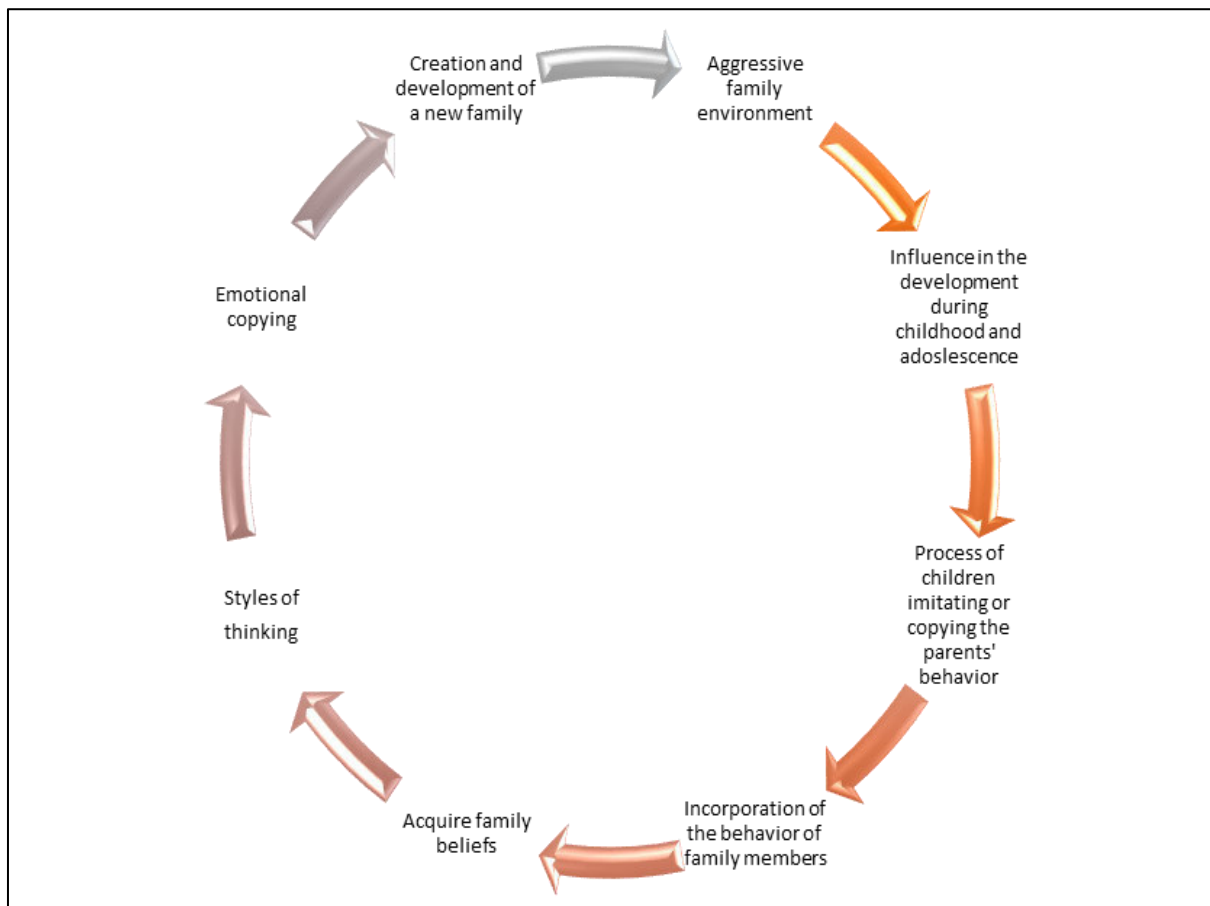 Creation and
development of
a new family
Aggressive
family
environment
Influence in the
development
during
childhood and
adoslescence
Process of
children
imitating or
copying the
parents'
behavior
Incorporation of
the behavior of
family members
Acquire family
beliefs
Styles of
thinking
Emotional
copying